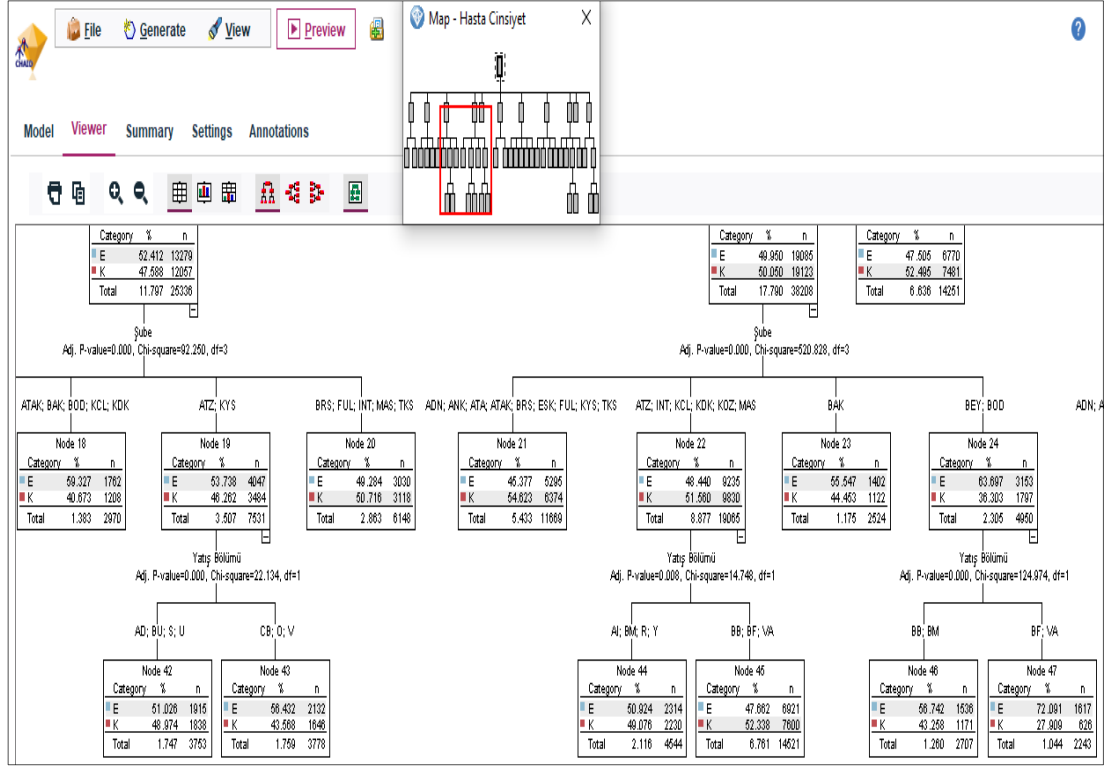 CHAID
File Generate View Preview
Map - Hasta Cinsiyet X
?
Model Viewer Summary Settings Annotations
Category % n
E 52.412 13279
K 47.588 12057
Total 11.797 25336
Category % n
E 49.950 19085
K 50.050 19123
Total 17.790 38208
Category % n
E 47.505 6770
K 52.495 7481
Total 6.636 14251
Şube
Adj. P-value=0.000, Chi-square=92.250, df=3
Şube
Adj. P-value=0.000, Chi-square=520.828, df=3
ATAK; BAK; BOD; KCL; KDK
ATZ; KYS
BRS; FUL; INT; MAS; TKS
ADN; ANK; ATA; ATAK; BRS; ESK; FUL; KYS; TKS
ATZ; INT; KCL; KDK; KOZ; MAS
BAK
BEY; BOD
ADN; A
Node 18
Category % n
E 59.327 1762
K 40.673 1208
Total 1.383 2970
Node 19
Category % n
E 53.738 4047
K 46.262 3484
Total 3.507 7531
Node 20
Category % n
E 49.284 3030
K 50.716 3118
Total 2.863 6148
Node 21
Category % n
E 45.377 5295
K 54.623 6374
Total 5.433 11669
Node 22
Category % n
E 48.440 9235
K 51.560 9830
Total 8.877 19065
Node 23
Category % n
E 55.547 1402
K 44.453 1122
Total 1.175 2524
Node 24
Category % n
E 63.697 3153
K 36.303 1797
Total 2.305 4950
Yatış Bölümü
Adj. P-value=0.000, Chi-square=22.134, df=1
Yatış Bölümü
Adj. P-value=0.008, Chi-square=14.748, df=1
Yatış Bölümü
Adj. P-value=0.000, Chi-square=124.974, df=1
AD; BU; S; U
CB; O; V
AI; BM; R; Y
BB; BF; VA
BB; BM
BF; VA
Node 42
Category % n
E 51.026 1915
K 48.974 1838
Total 1.747 3753
Node 43
Category % n
E 56.432 2132
K 43.568 1646
Total 1.759 3778
Node 44
Category % n
E 50.924 2314
K 49.076 2230
Total 2.116 4544
Node 45
Category % n
E 47.662 6921
K 52.338 7600
Total 6.761 14521
Node 46
Category % n
E 56.742 1536
K 43.258 1171
Total 1.260 2707
Node 47
Category % n
E 72.091 1617
K 27.909 626
Total 1.044 2243